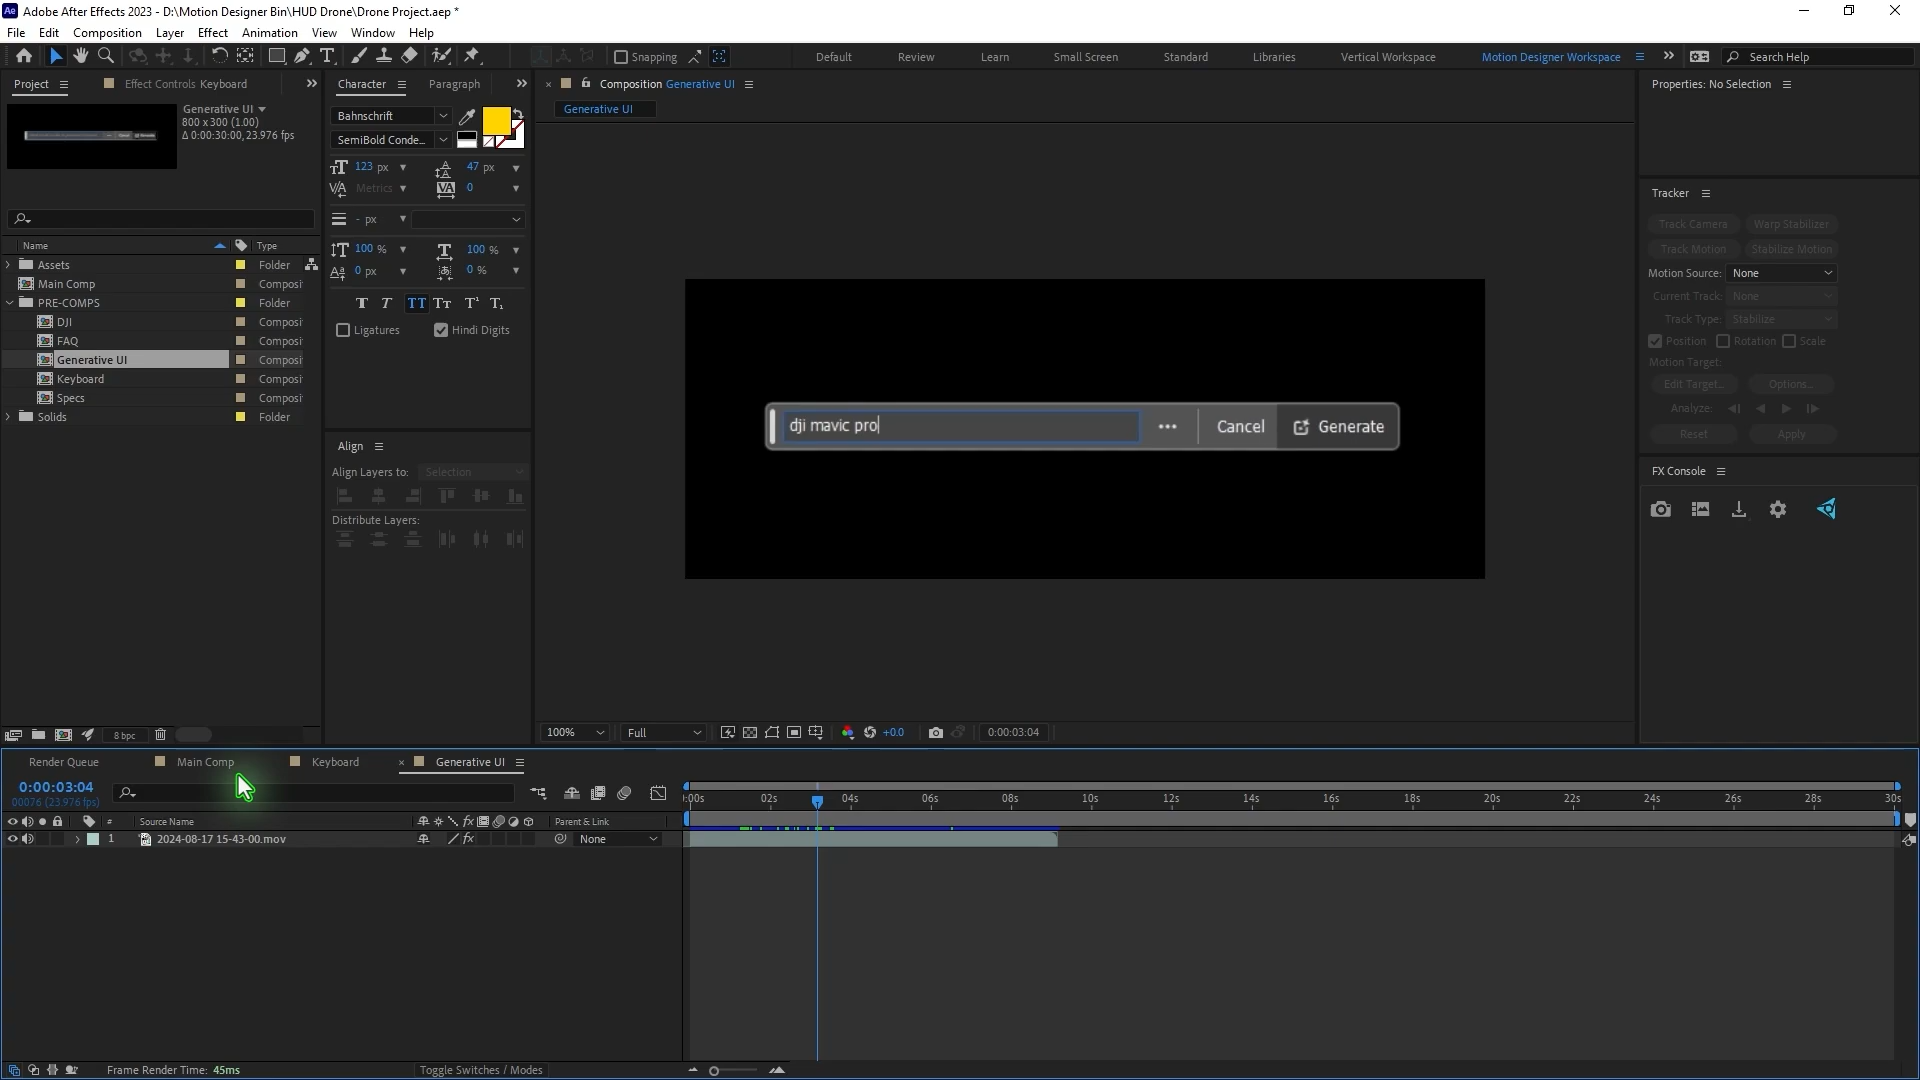 Ae Adobe After Effects 2023 - D:\Motion Designer Bin\HUD Drone\Drone Project.aep *
File Edit Composition Layer Effect Animation View Window Help
Snapping Default Review Learn Small Screen Standard Libraries Vertical Workspace Motion Designer Workspace Search Help
Project Effect Controls Keyboard
Generative UI
800 x 300 (1.00)
Δ 0:00:30:00, 23.976 fps
Name Type
Assets Folder
Main Comp Composi
PRE-COMPS Folder
DJI Composi
FAQ Composi
Generative UI Composi
Keyboard Composi
Specs Composi
Solids Folder
8 bpc
Character Paragraph
Bahnschrift
SemiBold Conde...
123 px 47 px
Metrics 0
- px
100 % 100 %
0 px 0 %
T T TT Tr T¹ T₁
Ligatures Hindi Digits
Align
Align Layers to: Selection
Distribute Layers:
Composition Generative UI
Generative UI
dji mavic pro Cancel Generate
100% Full +0.0 0:00:03:04
Properties: No Selection
Tracker
Track Camera Warp Stabilizer
Track Motion Stabilize Motion
Motion Source: None
Current Track: None
Track Type: Stabilize
Position Rotation Scale
Motion Target:
Edit Target... Options...
Analyze:
Reset Apply
FX Console
Render Queue Main Comp Keyboard Generative UI
0:00:03:04
00076 (23.976 fps)
:00s 02s 04s 06s 08s 10s 12s 14s 16s 18s 20s 22s 24s 26s 28s 30s
# Source Name Parent & Link
1 2024-08-17 15-43-00.mov None
Frame Render Time: 45ms Toggle Switches / Modes